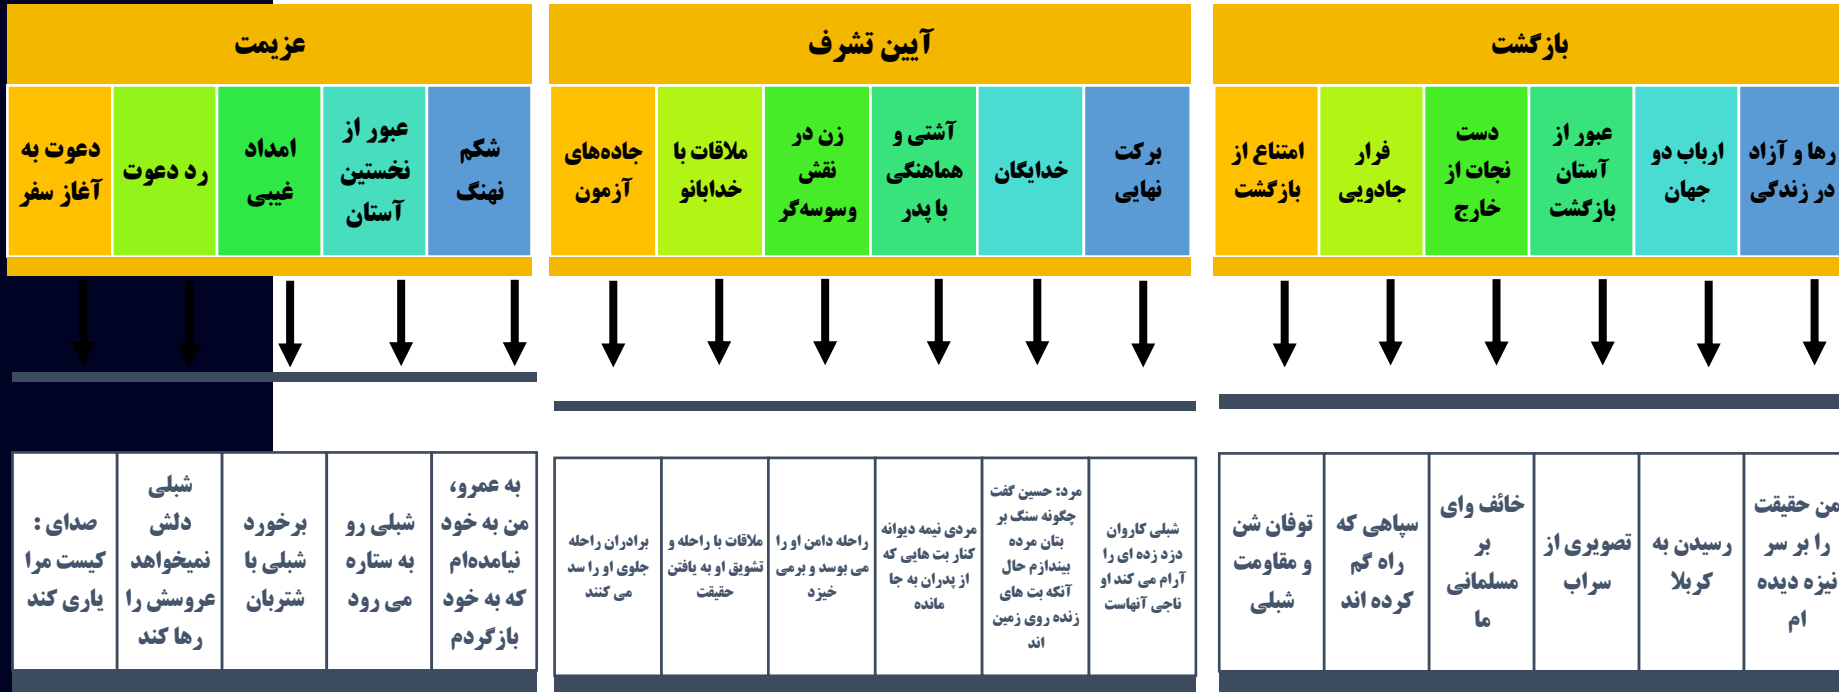 عزیمت
دعوت به
آغاز سفر
رد دعوت
امداد
غیبی
عبور از
نخستین
آستان
شکم
نهنگ
آیین تشرف
جاده‌های
آزمون
ملاقات با
خدابانو
زن در
نقش
وسوسه‌گر
آشتی و
هماهنگی
با پدر
خدایگان
برکت
نهایی
بازگشت
امتناع از
بازگشت
فرار
جادویی
دست
نجات از
خارج
عبور از
آستان
بازگشت
ارباب دو
جهان
رها و آزاد
در زندگی
صدای :
کیست مرا
یاری کند
شبلی
دلش
نمیخواهد
عروسش را
رها کند
برخورد
شبلی با
شتربان
شبلی رو
به ستاره
می رود
به عمرو،
من به خود
نیامده‌ام
که به خود
بازگردم
برادران راحله
جلوی او را سد
می کنند
ملاقات با راحله و
تشویق او به یافتن
حقیقت
راحله دامن او را
می بوسد و برمی
خیزد
مردی نیمه دیوانه
کنار بت هایی که
از پدران به جا
مانده
مرد: حسین گفت
چگونه سنگ بر
بتان مرده
بیندازم حال
آنکه بت های
زنده روی زمین
اند
شبلی کاروان
دزد زده ای را
آرام می کند او
ناجی آنهاست
توفان شن
و مقاومت
شبلی
سپاهی که
راه گم
کرده اند
خائف وای
بر
مسلمانی
ما
تصویری از
سراب
رسیدن به
کربلا
من حقیقت
را بر سر
نیزه دیده
ام